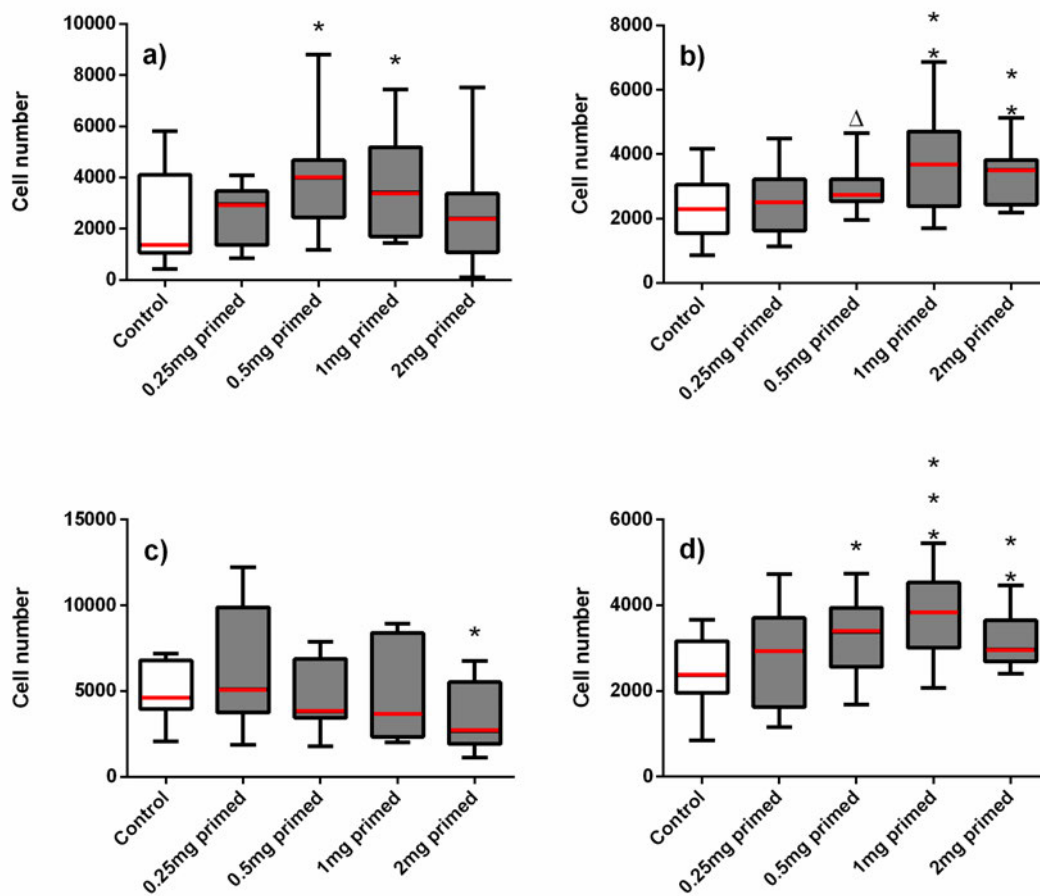 a)
Cell number
10000
8000
6000
4000
2000
0
*
*
Control
0.25mg primed
0.5mg primed
1mg primed
2mg primed
b)
Cell number
8000
6000
4000
2000
0
Δ
*
*
*
*
Control
0.25mg primed
0.5mg primed
1mg primed
2mg primed
c)
Cell number
15000
10000
5000
0
*
Control
0.25mg primed
0.5mg primed
1mg primed
2mg primed
d)
Cell number
6000
4000
2000
0
*
*
*
*
*
*
Control
0.25mg primed
0.5mg primed
1mg primed
2mg primed